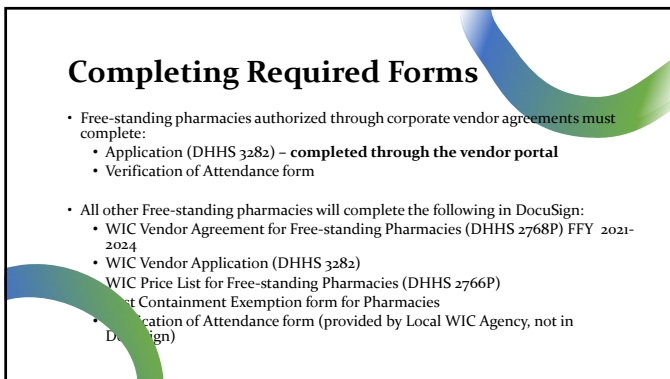 Completing Required Forms
• Free-standing pharmacies authorized through corporate vendor agreements must
complete:
• Application (DHHS 3282) – completed through the vendor portal
• Verification of Attendance form
• All other Free-standing pharmacies will complete the following in DocuSign:
• WIC Vendor Agreement for Free-standing Pharmacies (DHHS 2768P) FFY 2021-
2024
• WIC Vendor Application (DHHS 3282)
WIC Price List for Free-standing Pharmacies (DHHS 2766P)
Containment Exemption form for Pharmacies
• of Attendance form (provided by Local WIC Agency, not in